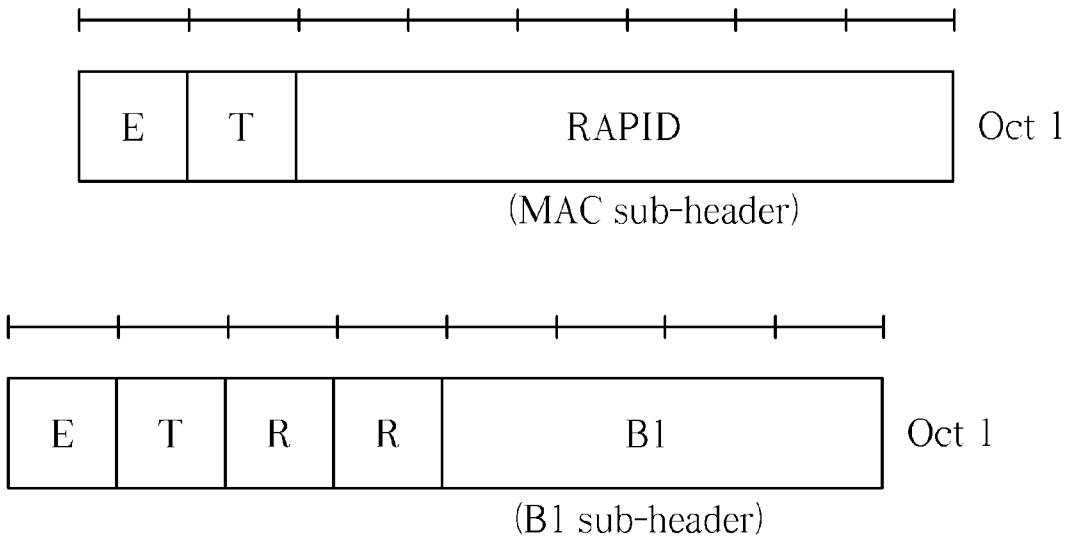 E T RAPID Oct 1
(MAC sub-header)
E T R R B1 Oct 1
(B1 sub-header)